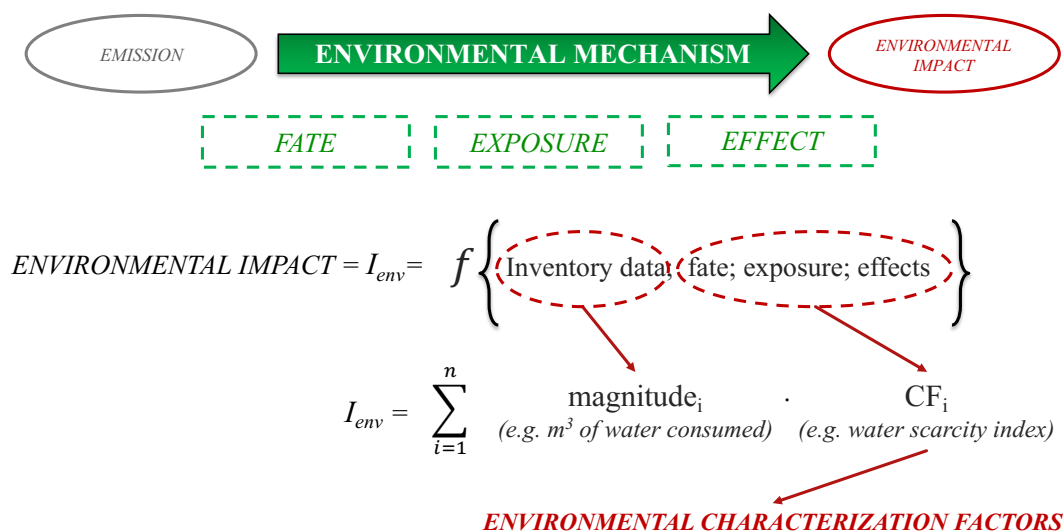 EMISSION
ENVIRONMENTAL MECHANISM
ENVIRONMENTAL
IMPACT
FATE
EXPOSURE
EFFECT
ENVIRONMENTAL IMPACT = I_env = f { Inventory data; fate; exposure; effects }
I_env = ∑_{i=1}^{n} magnitude_i · CF_i
(e.g. m³ of water consumed) (e.g. water scarcity index)
ENVIRONMENTAL CHARACTERIZATION FACTORS